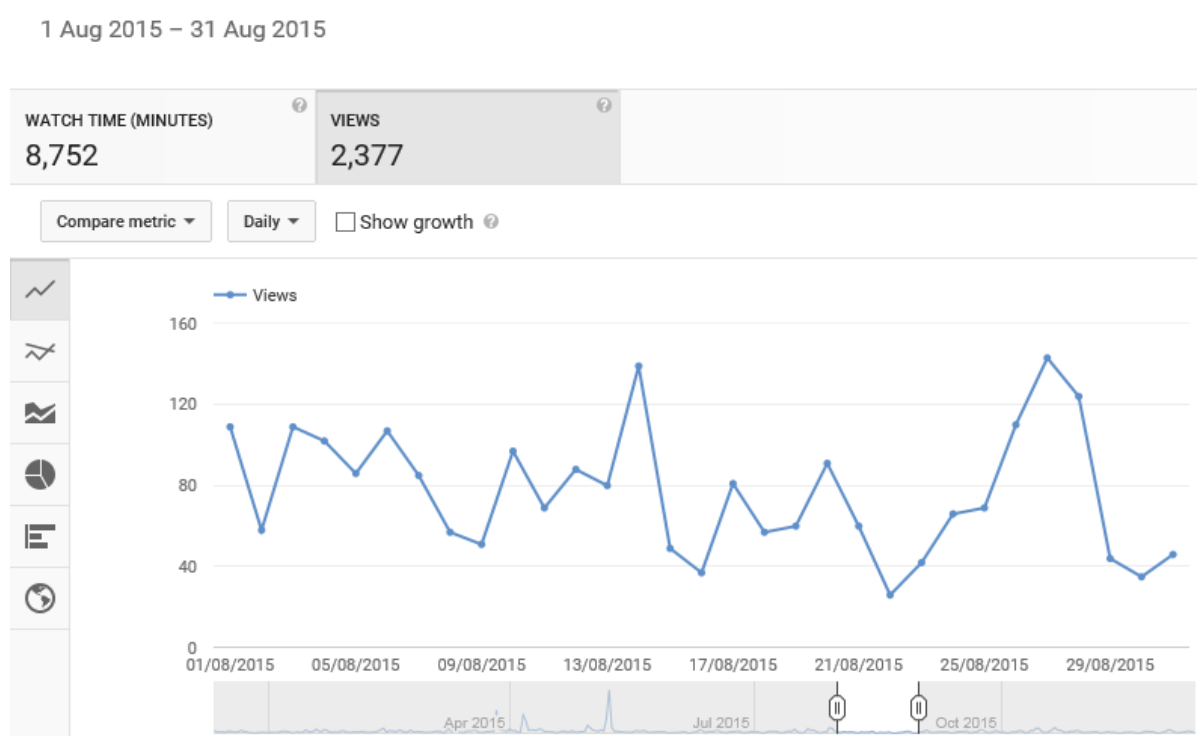 1 Aug 2015 – 31 Aug 2015
WATCH TIME (MINUTES) ?
8,752
VIEWS ?
2,377
Compare metric
Daily
Show growth ?
Views
160
120
80
40
0
01/08/2015 05/08/2015 09/08/2015 13/08/2015 17/08/2015 21/08/2015 25/08/2015 29/08/2015
Apr 2015 Jul 2015 Oct 2015